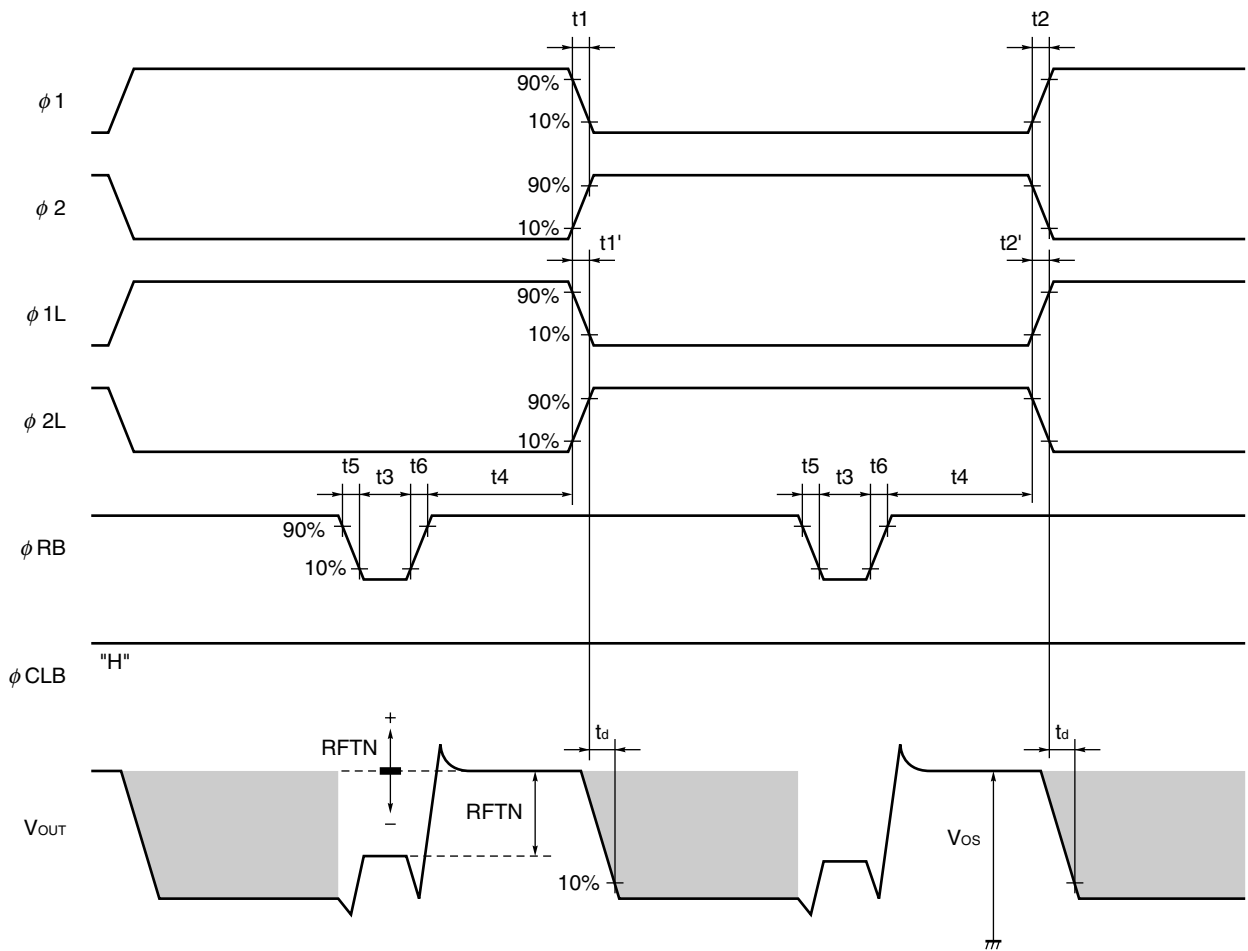 t1 t2
90%
φ1
10%
90%
φ2
10%
t1' t2'
90%
φ1L
10%
90%
φ2L
10%
t5 t3 t6 t4 t5 t3 t6 t4
90%
φRB
10%
"H"
φCLB
+
RFTN
td td
−
RFTN
VOUT
VOS
10%